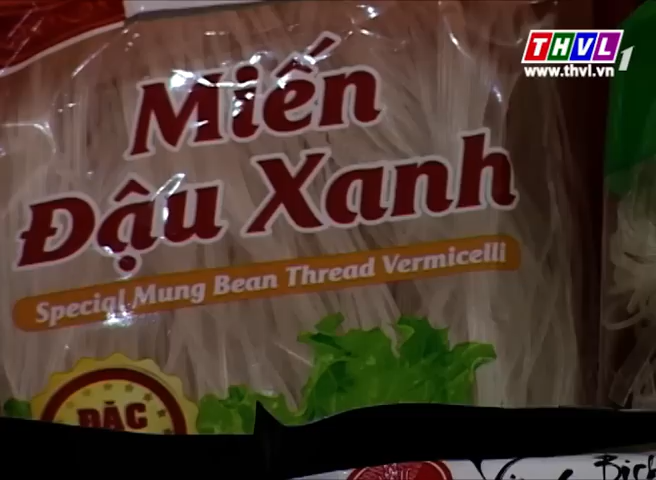 THVL1
www.thvl.vn
Miến
Đậu Xanh
Special Mung Bean Thread Vermicelli
ĐẶC